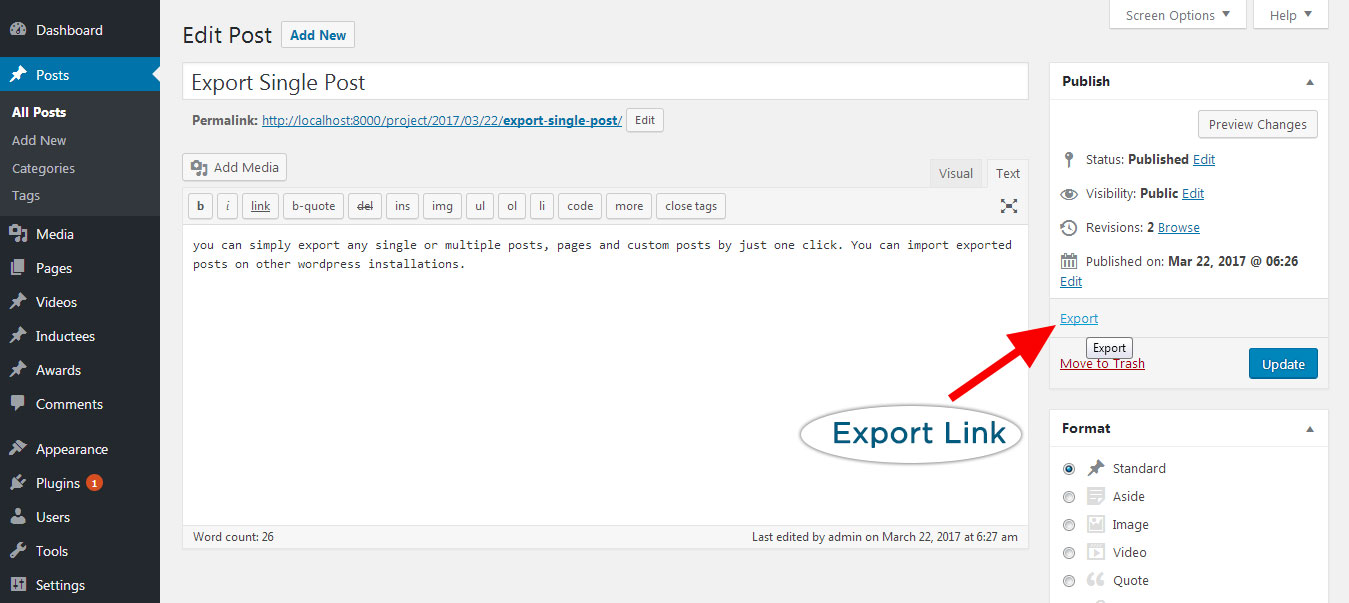 Dashboard
Posts
All Posts
Add New
Categories
Tags
Media
Pages
Videos
Inductees
Awards
Comments
Appearance
Plugins 1
Users
Tools
Settings
Screen Options
Help
Edit Post Add New
Export Single Post
Permalink: http://localhost:8000/project/2017/03/22/export-single-post/ Edit
Add Media
Visual Text
b i link b-quote del ins img ul ol li code more close tags
you can simply export any single or multiple posts, pages and custom posts by just one click. You can import exported
posts on other wordpress installations.
Export Link
Word count: 26 Last edited by admin on March 22, 2017 at 6:27 am
Publish
Preview Changes
Status: Published Edit
Visibility: Public Edit
Revisions: 2 Browse
Published on: Mar 22, 2017 @ 06:26
Edit
Export
Export
Move to Trash Update
Format
Standard
Aside
Image
Video
Quote